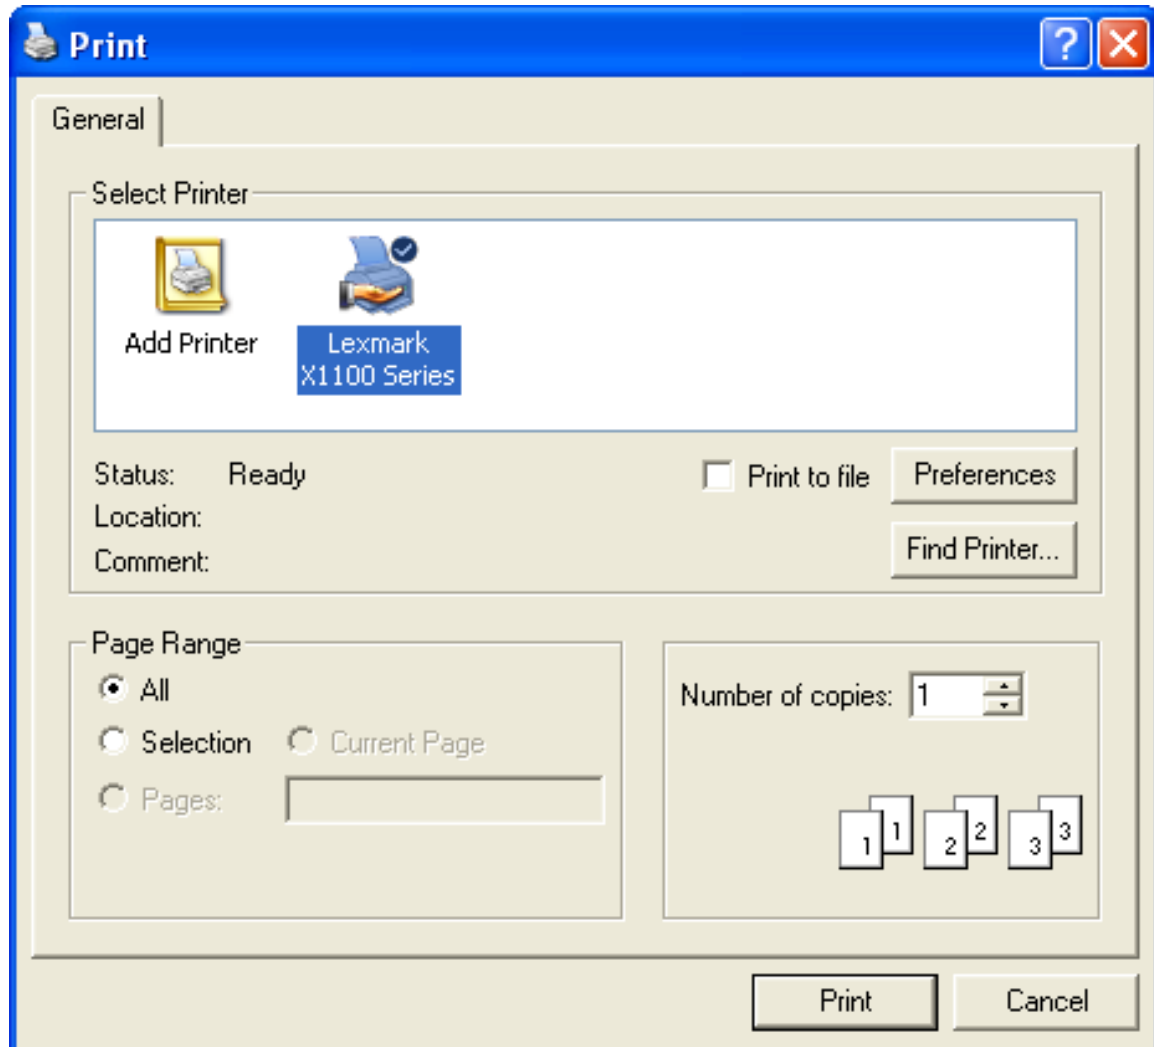 Print
General
Select Printer
Add Printer
Lexmark
X1100 Series
Status: Ready
Print to file
Preferences
Location:
Comment:
Find Printer...
Page Range
All
Selection
Current Page
Pages:
Number of copies: 1
1 1 2 2 3 3
Print
Cancel